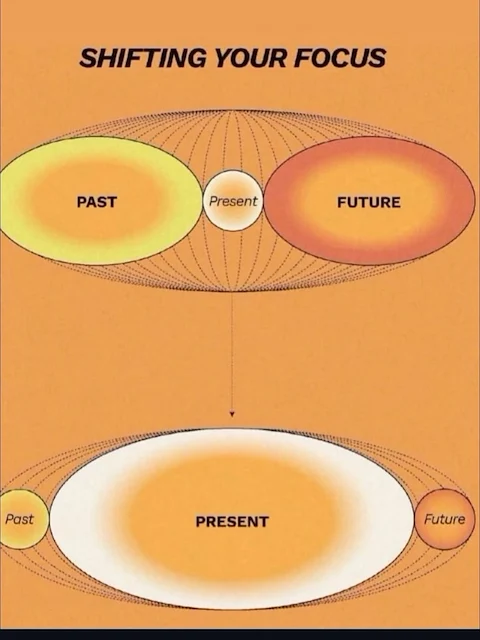 SHIFTING YOUR FOCUS
PAST
Present
FUTURE
Past
PRESENT
Future